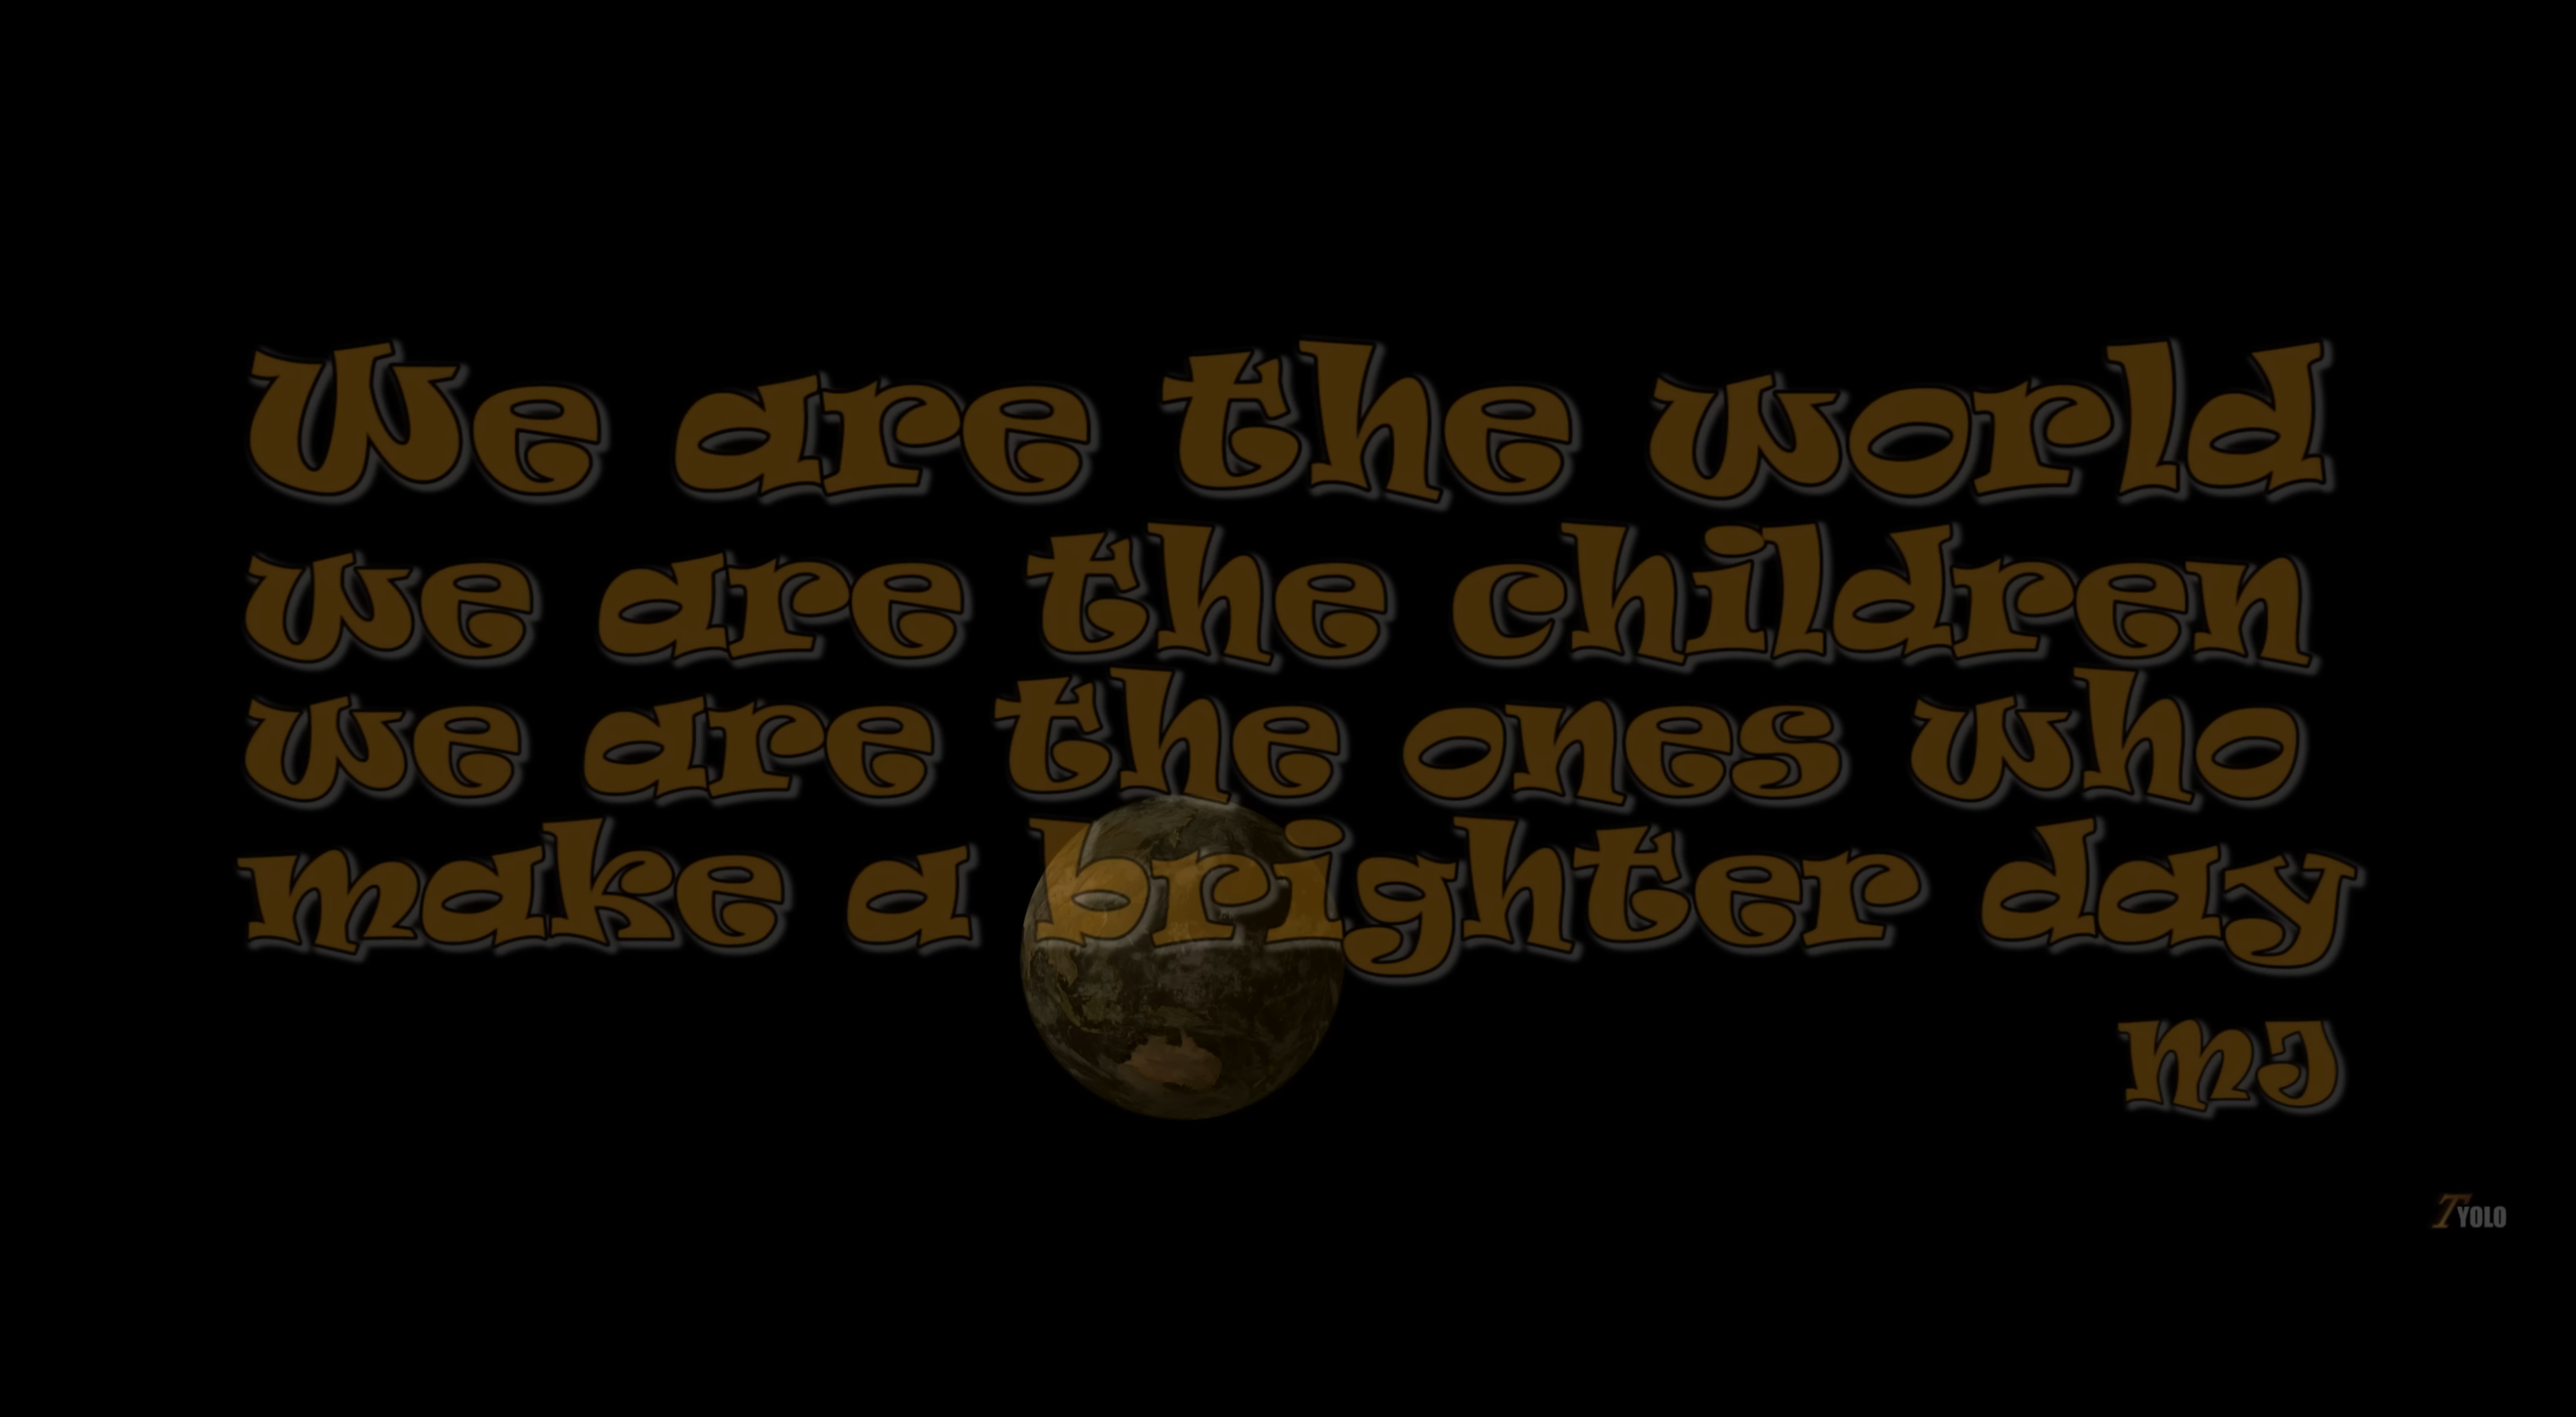 We are the world
we are the children
we are the ones who
make a brighter day
MJ
TYOLO